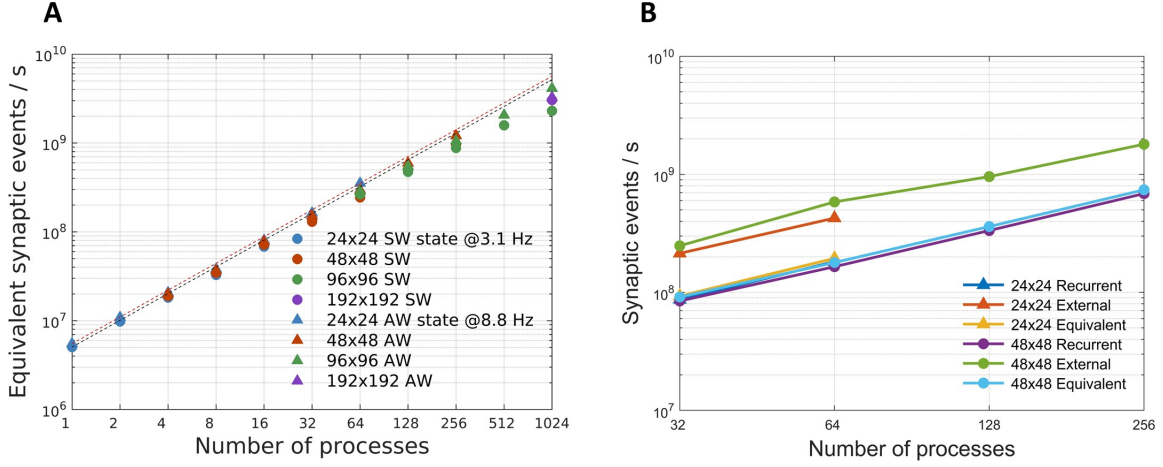 A
B
Equivalent synaptic events / s
10^10
10^9
10^8
10^7
10^6
24x24 SW state @3.1 Hz
48x48 SW
96x96 SW
192x192 SW
24x24 AW state @8.8 Hz
48x48 AW
96x96 AW
192x192 AW
1 2 4 8 16 32 64 128 256 512 1024
Number of processes
Synaptic events / s
10^10
10^9
10^8
10^7
24x24 Recurrent
24x24 External
24x24 Equivalent
48x48 Recurrent
48x48 External
48x48 Equivalent
32 64 128 256
Number of processes